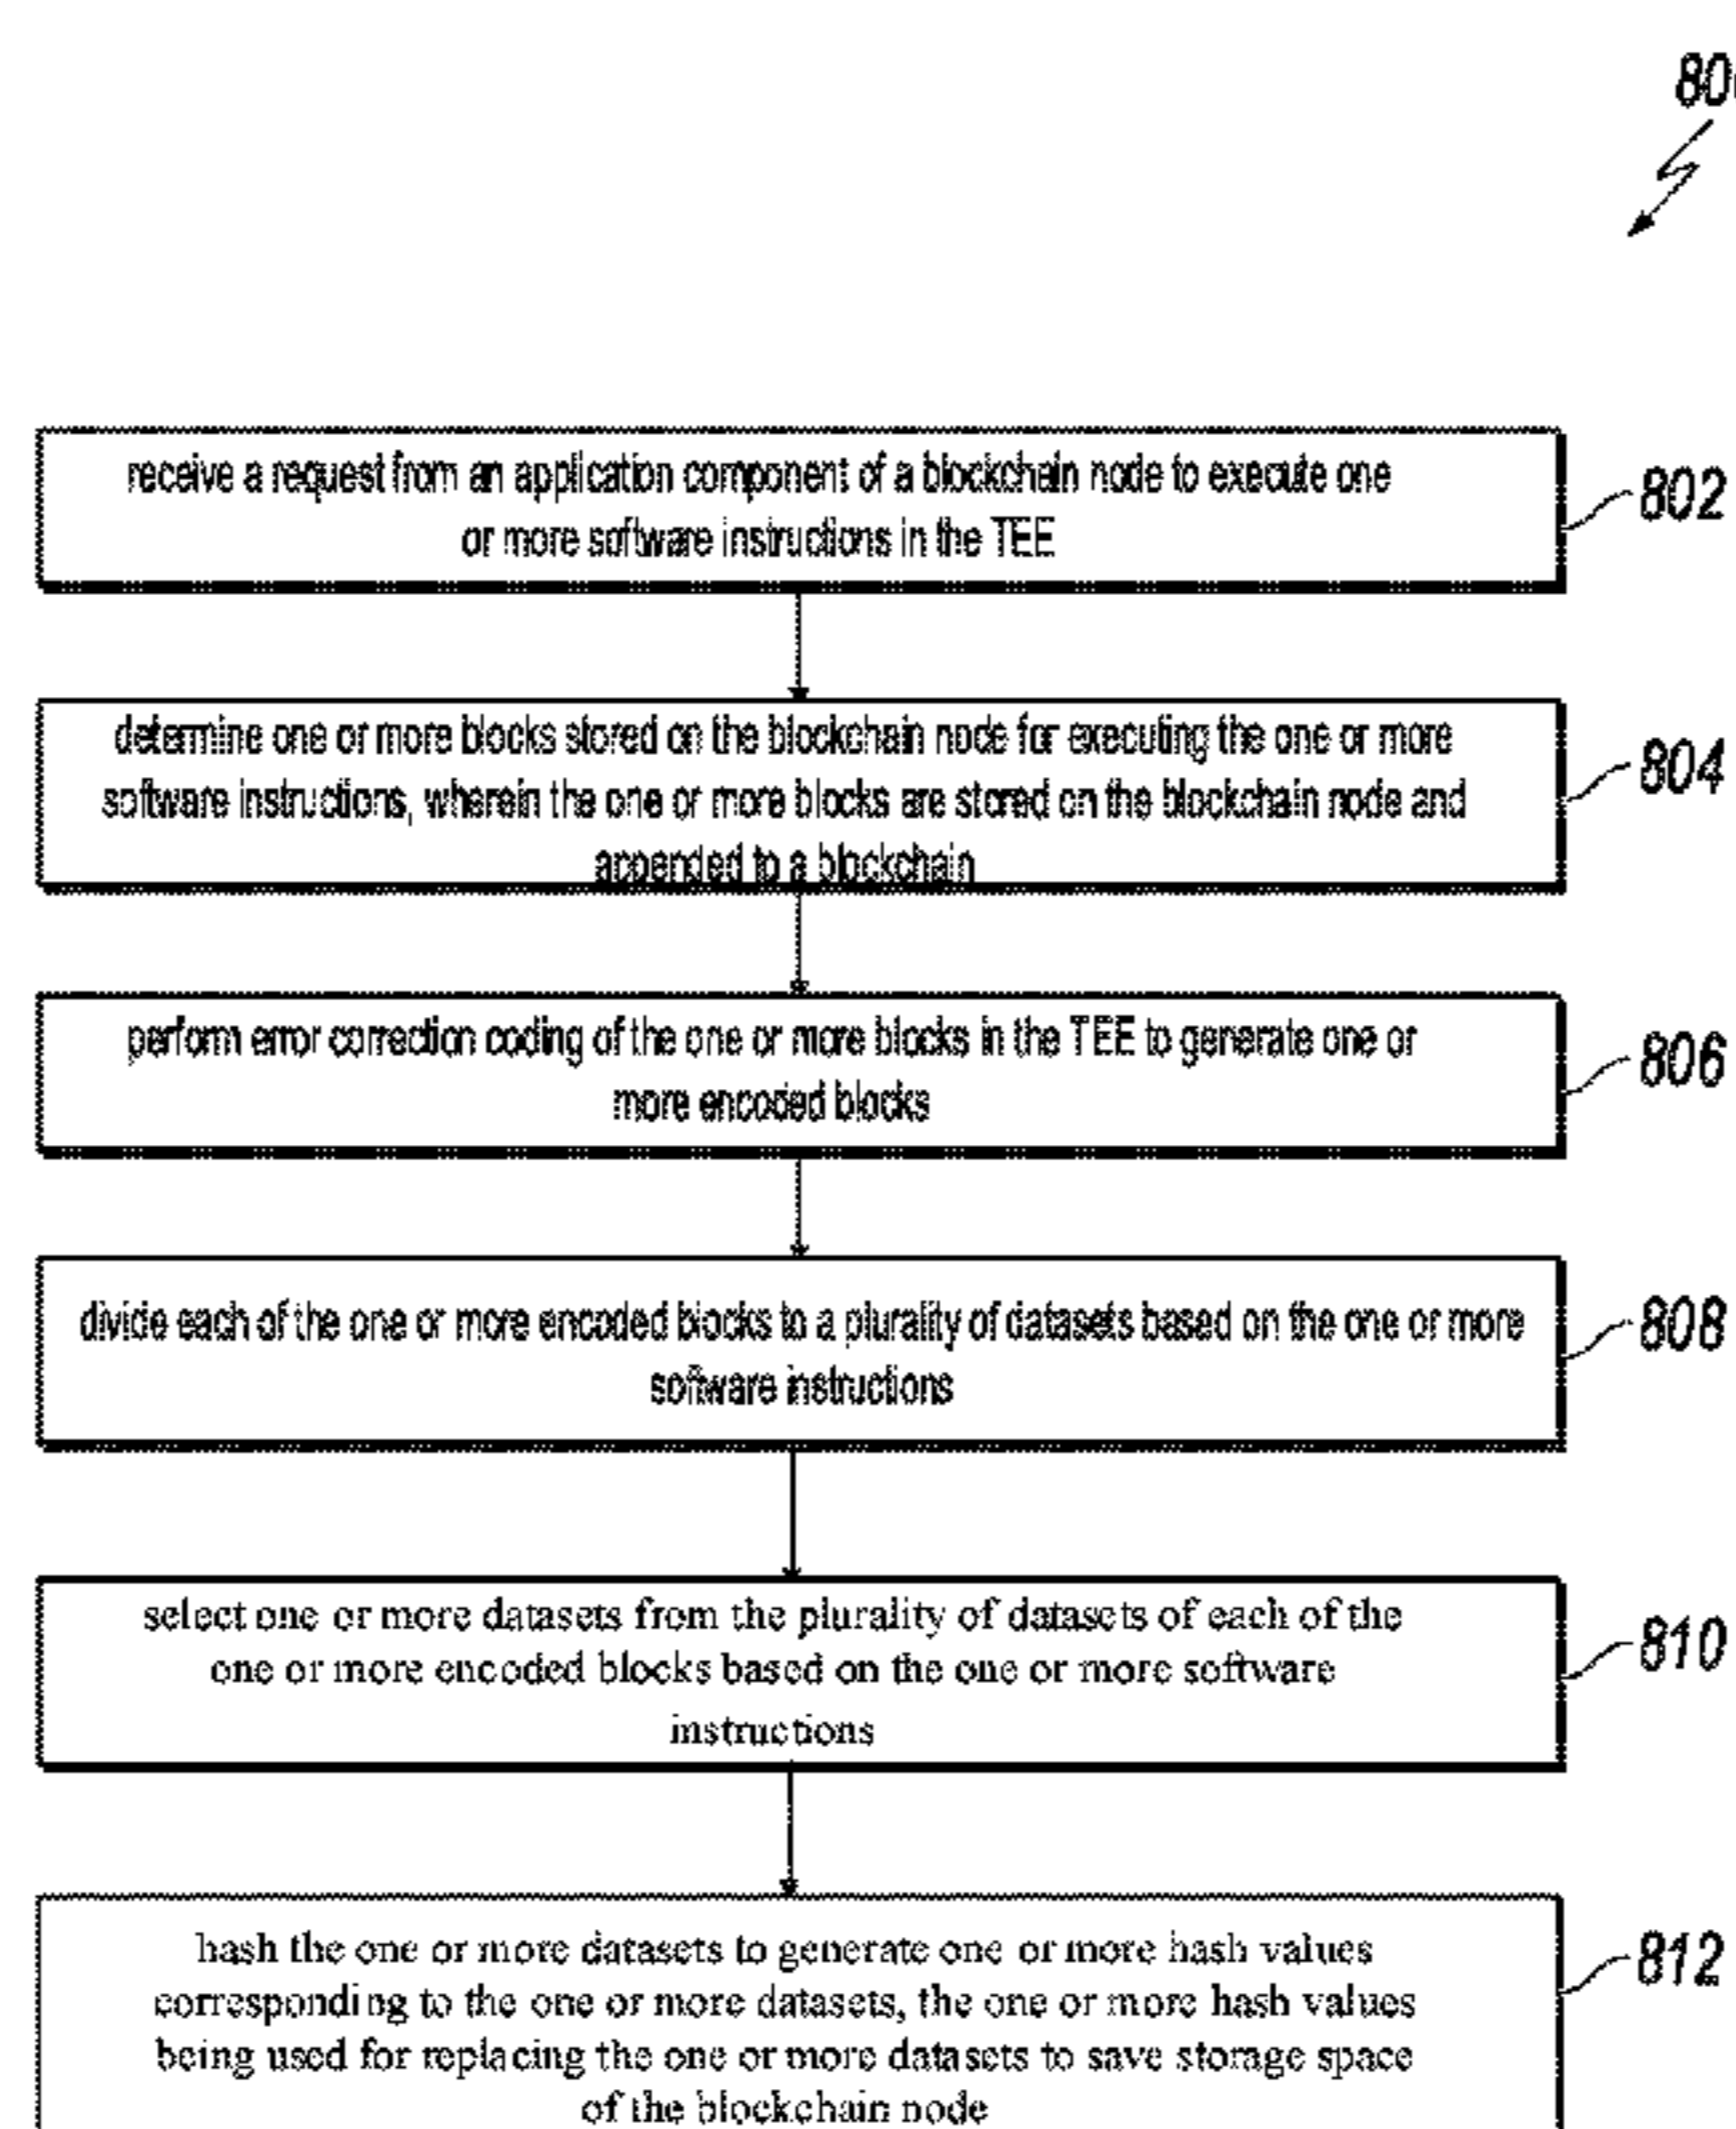 receive a request from an application component of a blockchain node to execute one
or more software instructions in the TEE
802
determine one or more blocks stored on the blockchain node for executing the one or more
software instructions, wherein the one or more blocks are stored on the blockchain node and
appended to a blockchain
804
perform error correction coding of the one or more blocks in the TEE to generate one or
more encoded blocks
806
divide each of the one or more encoded blocks to a plurality of datasets based on the one or more
software instructions
808
select one or more datasets from the plurality of datasets of each of the
one or more encoded blocks based on the one or more software
instructions
810
hash the one or more datasets to generate one or more hash values
corresponding to the one or more datasets, the one or more hash values
being used for replacing the one or more datasets to save storage space
of the blockchain node
812